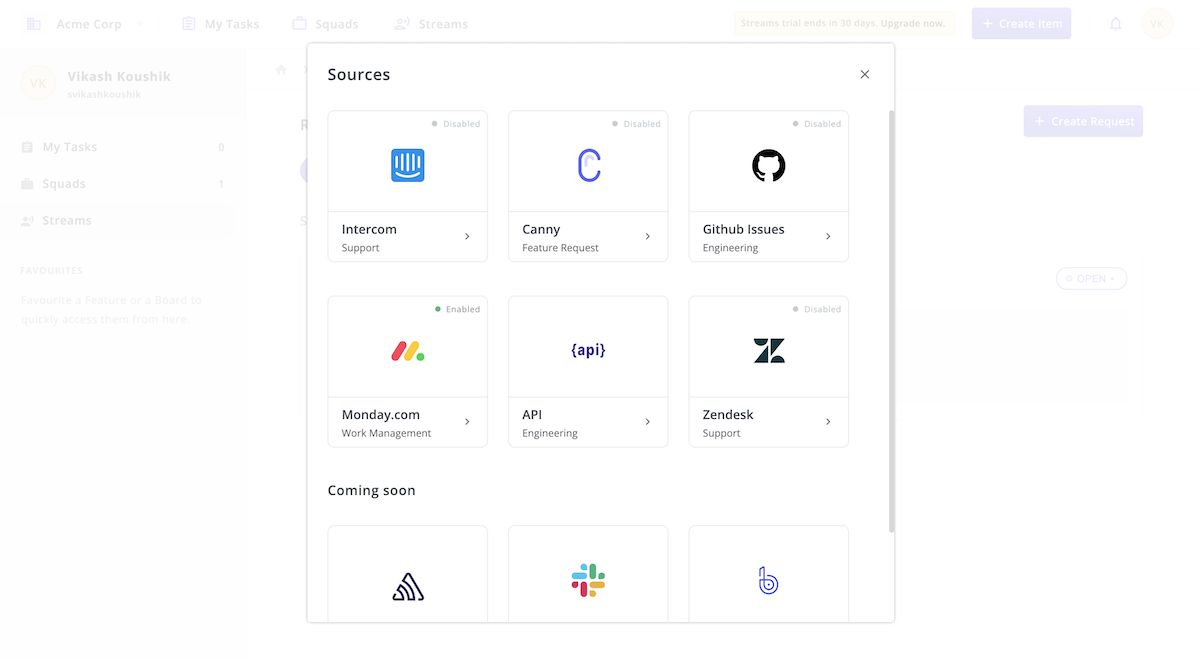 Acme Corp
My Tasks
Squads
Streams
Streams trial ends in 30 days. Upgrade now.
+ Create Item
VK
VK
Vikash Koushik
svikashkoushik
My Tasks 0
Squads 1
Streams
FAVOURITES
Favourite a Feature or a Board to
quickly access them from here.
R
+ Create Request
S
OPEN
Sources
Disabled
Intercom
Support
Disabled
Canny
Feature Request
Disabled
Github Issues
Engineering
Enabled
Monday.com
Work Management
{api}
API
Engineering
Disabled
Zendesk
Support
Coming soon